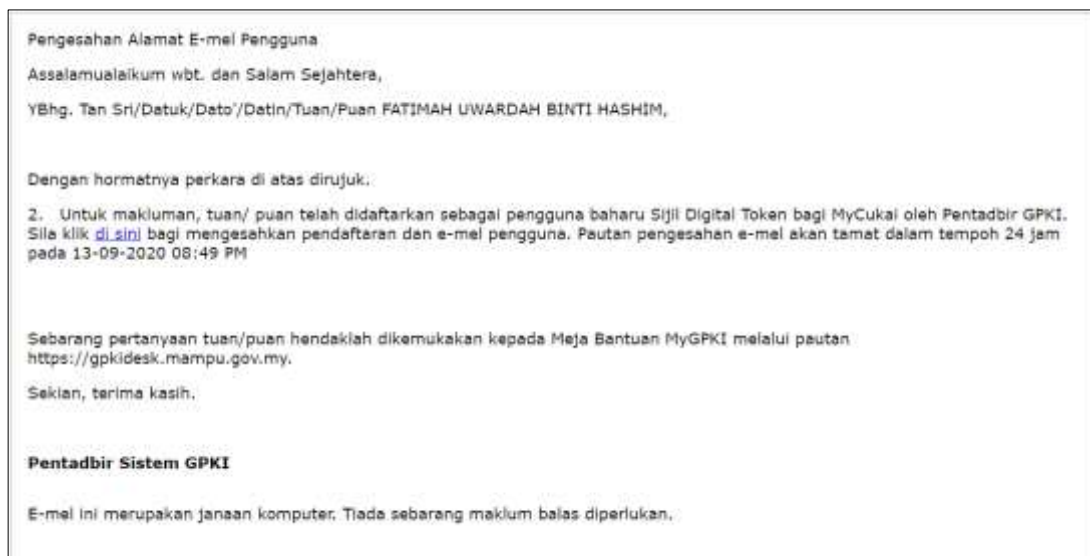 Pengesahan Alamat E-mel Pengguna
Assalamualaikum wbt. dan Salam Sejahtera,
YBhg. Tan Sri/Datuk/Dato'/Datin/Tuan/Puan FATIMAH UWARDAH BINTI HASHIM,
Dengan hormatnya perkara di atas dirujuk.
2. Untuk makluman, tuan/ puan telah didaftarkan sebagai pengguna baharu Sijil Digital Token bagi MyCukai oleh Pentadbir GPKI.
Sila klik di sini bagi mengesahkan pendaftaran dan e-mel pengguna. Pautan pengesahan e-mel akan tamat dalam tempoh 24 jam
pada 13-09-2020 08:49 PM
Sebarang pertanyaan tuan/puan hendaklah dikemukakan kepada Meja Bantuan MyGPKI melalui pautan
https://gpkidesk.mampu.gov.my.
Sekian, terima kasih.
Pentadbir Sistem GPKI
E-mel ini merupakan janaan komputer. Tiada sebarang maklum balas diperlukan.